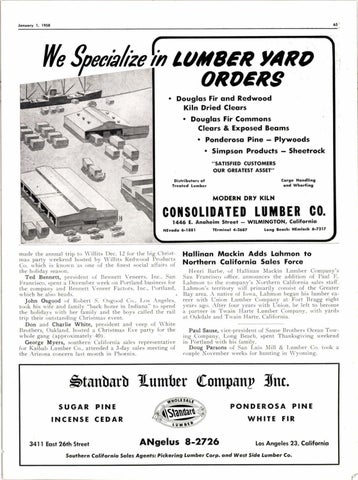 January 1, 1958
65
We Specialize in LUMBER YARD
ORDERS
• Douglas Fir and Redwood
Kiln Dried Clears
• Douglas Fir Commons
Clears & Exposed Beams
• Ponderosa Pine – Plywoods
• Simpson Products – Sheetrock
"SATISFIED CUSTOMERS
OUR GREATEST ASSET"
Distributors of
Treated Lumber
Cargo Handling
and Wharfing
MODERN DRY KILN
CONSOLIDATED LUMBER CO.
1446 E. Anaheim Street — WILMINGTON, California
NEvada 6-1881
TErminal 4-2687
Long Beach: HEmlock 6-7217
made the annual trip to Willits Dec. 12 for the big Christ-
mas party weekend hosted by Willits Redwood Products
Co. which is known as one of the finest social affairs of
the holiday season.
Ted Bennett, president of Bennett Veneers, Inc., San
Francisco, spent a December week on Portland business for
the company and Bennett Veneer Factors, Inc., Portland,
which he also heads.
John Osgood of Robert S. Osgood Co., Los Angeles,
took his wife and family "back home in Indiana" to spend
the holidays with her family and the boys called the rail
trip their outstanding Christmas event.
Don and Charlie White, president and veep of White
Brothers, Oakland, hosted a Christmas Eve party for the
whole gang (approximately 40).
George Myers, southern California sales representative
for Kaibab Lumber Co., attended a 3-day sales meeting of
the Arizona concern last month in Phoenix.
Hallinan Mackin Adds Lahmon to
Northern California Sales Force
Henri Barbe, of Hallinan Mackin Lumber Company's
San Francisco office, announces the addition of Paul T.
Lahmon to the company's Northern California sales staff.
Lahmon's territory will primarily consist of the Greater
Bay area. A native of Iowa, Lahmon began his lumber ca-
reer with Union Lumber Company at Fort Bragg eight
years ago. After four years with Union, he left to become
a partner in Twain Harte Lumber Company, with yards
at Oakdale and Twain Harte, California.
Paul Sause, vice-president of Sause Brothers Ocean Tow-
ing Company, Long Beach, spent Thanksgiving weekend
in Portland with his family.
Doug Parsons of San Luis Mill & Lumber Co. took a
couple November weeks for hunting in Wyoming.
Standard Lumber Company Inc.
SUGAR PINE
INCENSE CEDAR
WHOLESALE
Standard
LUMBER
PONDEROSA PINE
WHITE FIR
3411 East 26th Street
ANgelus 8-2726
Los Angeles 23, California
Southern California Sales Agents: Pickering Lumber Corp. and West Side Lumber Co.